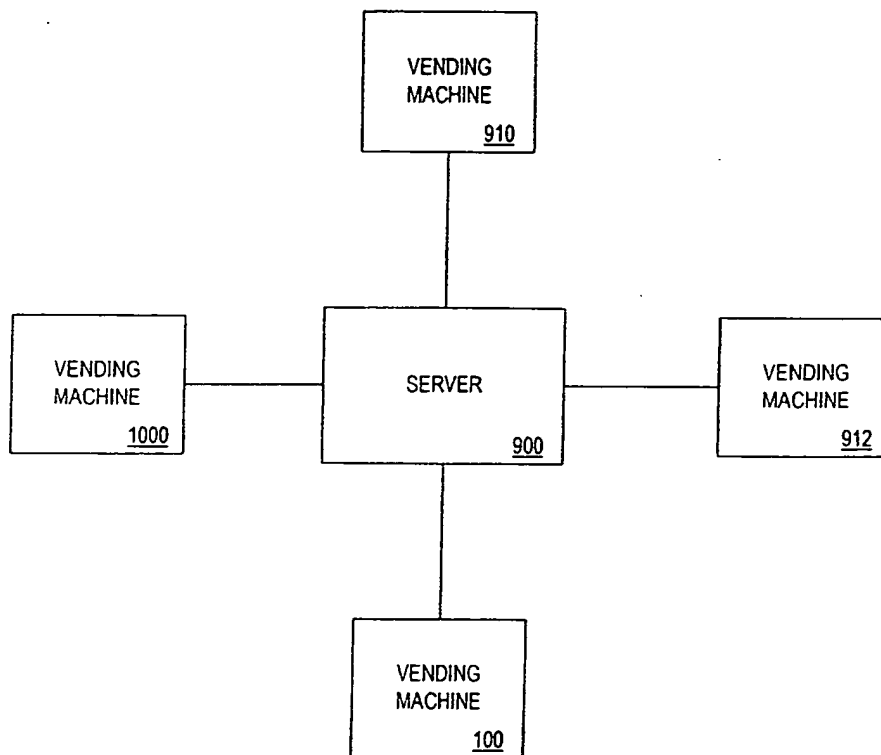 VENDING
MACHINE
910
VENDING
MACHINE
1000
SERVER
900
VENDING
MACHINE
912
VENDING
MACHINE
100